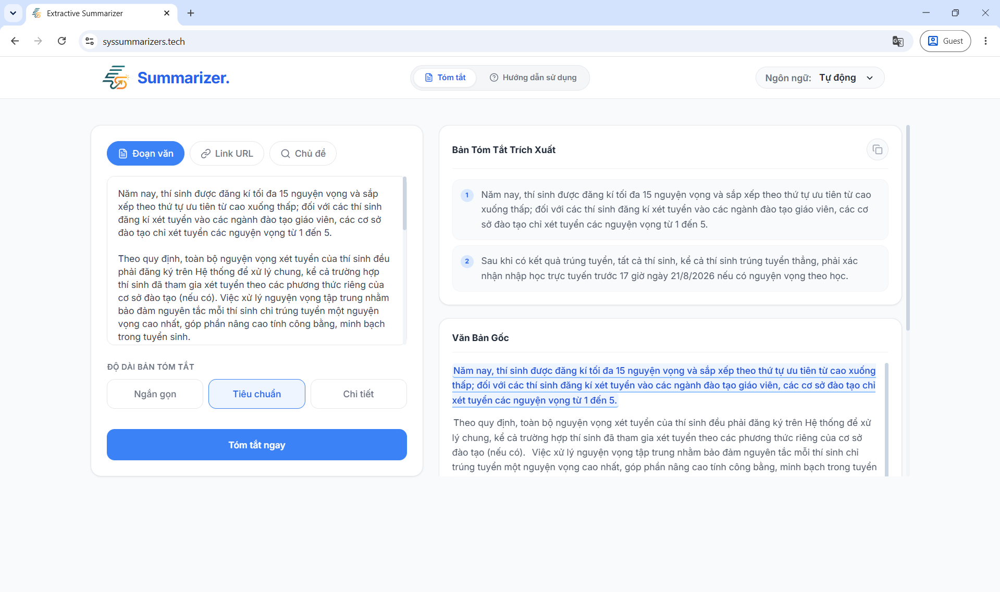 Extractive Summarizer
syssummarizers.tech
Guest
Summarizer.
Tóm tắt
Hướng dẫn sử dụng
Ngôn ngữ: Tự động
Đoạn văn
Link URL
Chủ đề
Năm nay, thí sinh được đăng kí tối đa 15 nguyện vọng và sắp
xếp theo thứ tự ưu tiên từ cao xuống thấp; đối với các thí sinh
đăng kí xét tuyển vào các ngành đào tạo giáo viên, các cơ sở
đào tạo chỉ xét tuyển các nguyện vọng từ 1 đến 5.
Theo quy định, toàn bộ nguyện vọng xét tuyển của thí sinh đều
phải đăng ký trên Hệ thống để xử lý chung, kể cả trường hợp
thí sinh đã tham gia xét tuyển theo các phương thức riêng của
cơ sở đào tạo (nếu có). Việc xử lý nguyện vọng tập trung nhằm
bảo đảm nguyên tắc mỗi thí sinh chỉ trúng tuyển một nguyện
vọng cao nhất, góp phần nâng cao tính công bằng, minh bạch
trong tuyển sinh.
ĐỘ DÀI BẢN TÓM TẮT
Ngắn gọn
Tiêu chuẩn
Chi tiết
Tóm tắt ngay
Bản Tóm Tắt Trích Xuất
1
Năm nay, thí sinh được đăng kí tối đa 15 nguyện vọng và sắp xếp theo thứ tự ưu tiên từ cao
xuống thấp; đối với các thí sinh đăng kí xét tuyển vào các ngành đào tạo giáo viên, các cơ
sở đào tạo chỉ xét tuyển các nguyện vọng từ 1 đến 5.
2
Sau khi có kết quả trúng tuyển, tất cả thí sinh, kể cả thí sinh trúng tuyển thẳng, phải xác
nhận nhập học trực tuyến trước 17 giờ ngày 21/8/2026 nếu có nguyện vọng theo học.
Văn Bản Gốc
Năm nay, thí sinh được đăng kí tối đa 15 nguyện vọng và sắp xếp theo thứ tự ưu tiên từ cao xuống
thấp; đối với các thí sinh đăng kí xét tuyển vào các ngành đào tạo giáo viên, các cơ sở đào tạo chỉ
xét tuyển các nguyện vọng từ 1 đến 5.
Theo quy định, toàn bộ nguyện vọng xét tuyển của thí sinh đều phải đăng ký trên Hệ thống để xử
lý chung, kể cả trường hợp thí sinh đã tham gia xét tuyển theo các phương thức riêng của cơ sở
đào tạo (nếu có). Việc xử lý nguyện vọng tập trung nhằm bảo đảm nguyên tắc mỗi thí sinh chỉ
trúng tuyển một nguyện vọng cao nhất, góp phần nâng cao tính công bằng, minh bạch trong tuyển